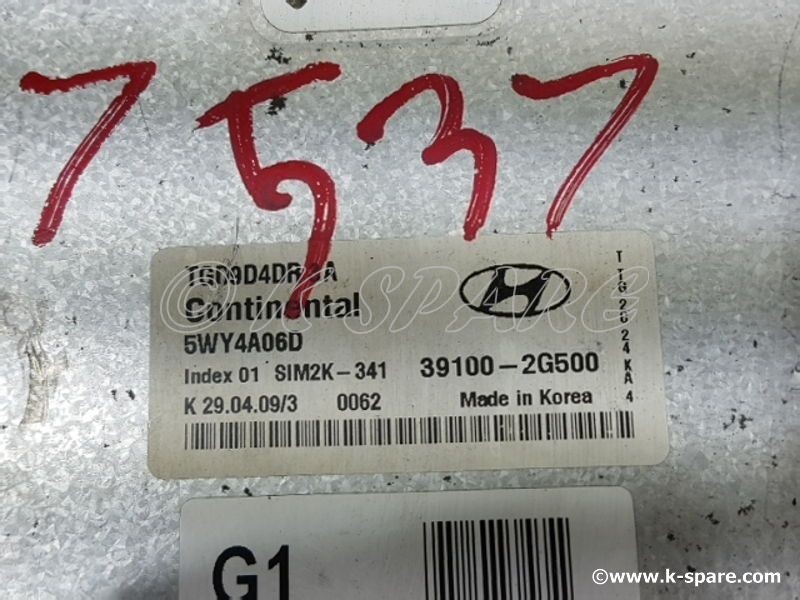 7537
Continental
5WY4A06D
Index 01 SIM2K-341
39100-2G500
K 29.04.09/3 0062 Made in Korea
G1
K-SPARE
©www.k-spare.com